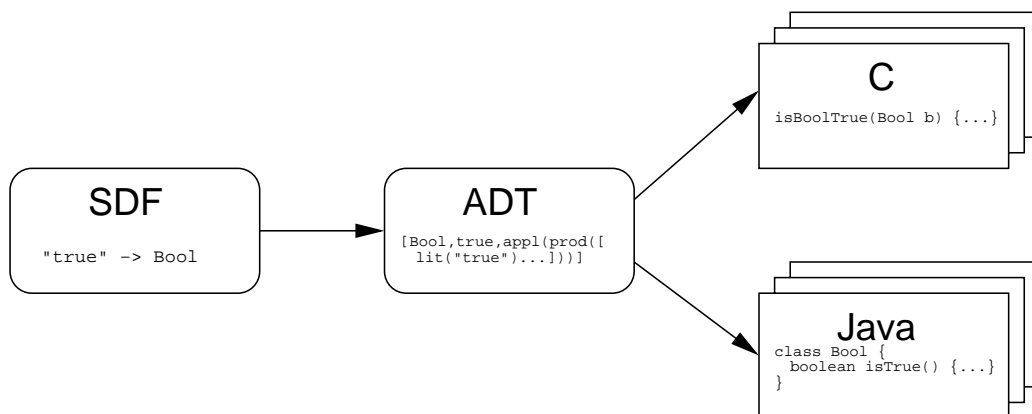 SDF
"true" -> Bool
ADT
[Bool,true,appl(prod([
lit("true")...]))]
C
isBoolTrue(Bool b) {...}
Java
class Bool {
boolean isTrue() {...}
}